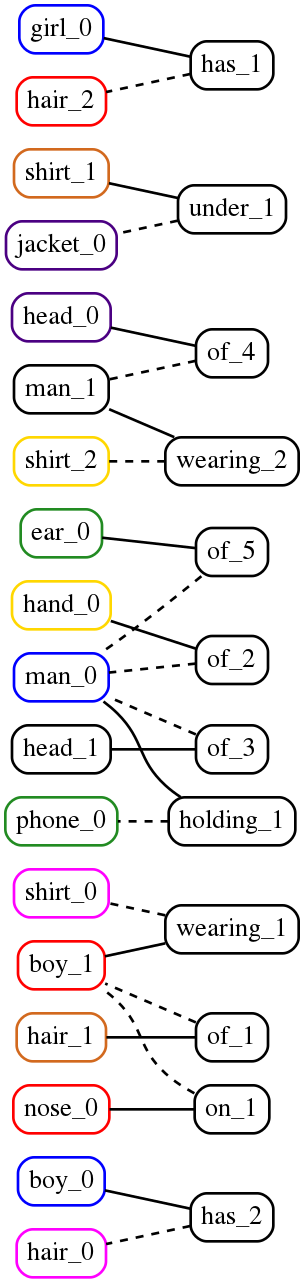 girl_0
has_1
hair_2
shirt_1
under_1
jacket_0
head_0
of_4
man_1
shirt_2
wearing_2
ear_0
of_5
hand_0
of_2
man_0
head_1
of_3
phone_0
holding_1
shirt_0
wearing_1
boy_1
hair_1
of_1
nose_0
on_1
boy_0
has_2
hair_0